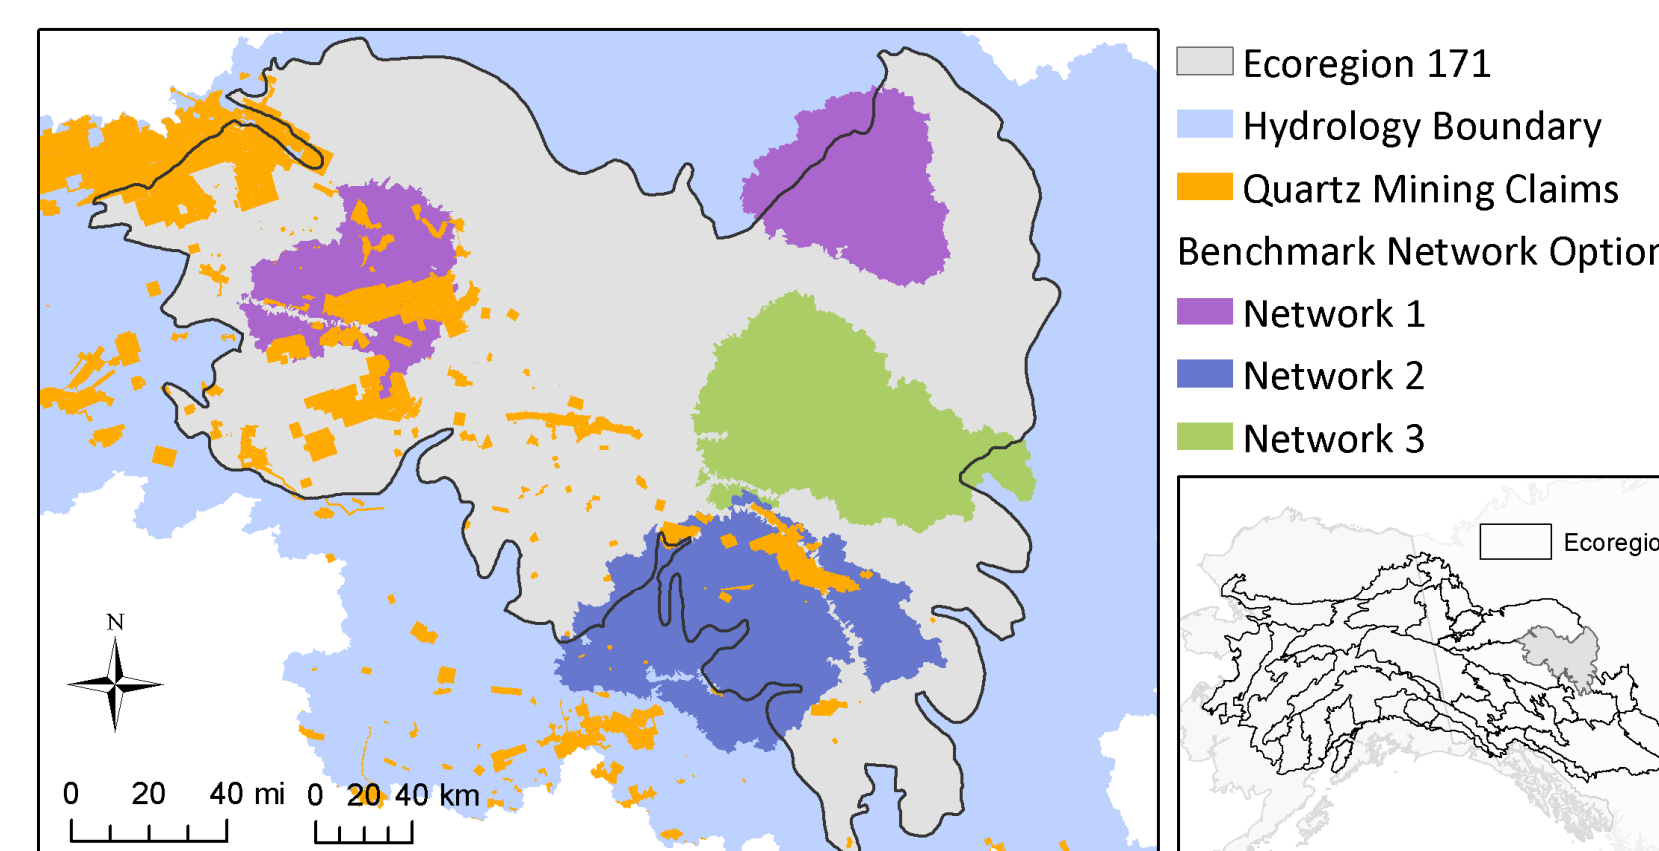 Ecoregion 171
Hydrology Boundary
Quartz Mining Claims
Benchmark Network Option
Network 1
Network 2
Network 3
Ecoregio
N
0 20 40 mi 0 20 40 km